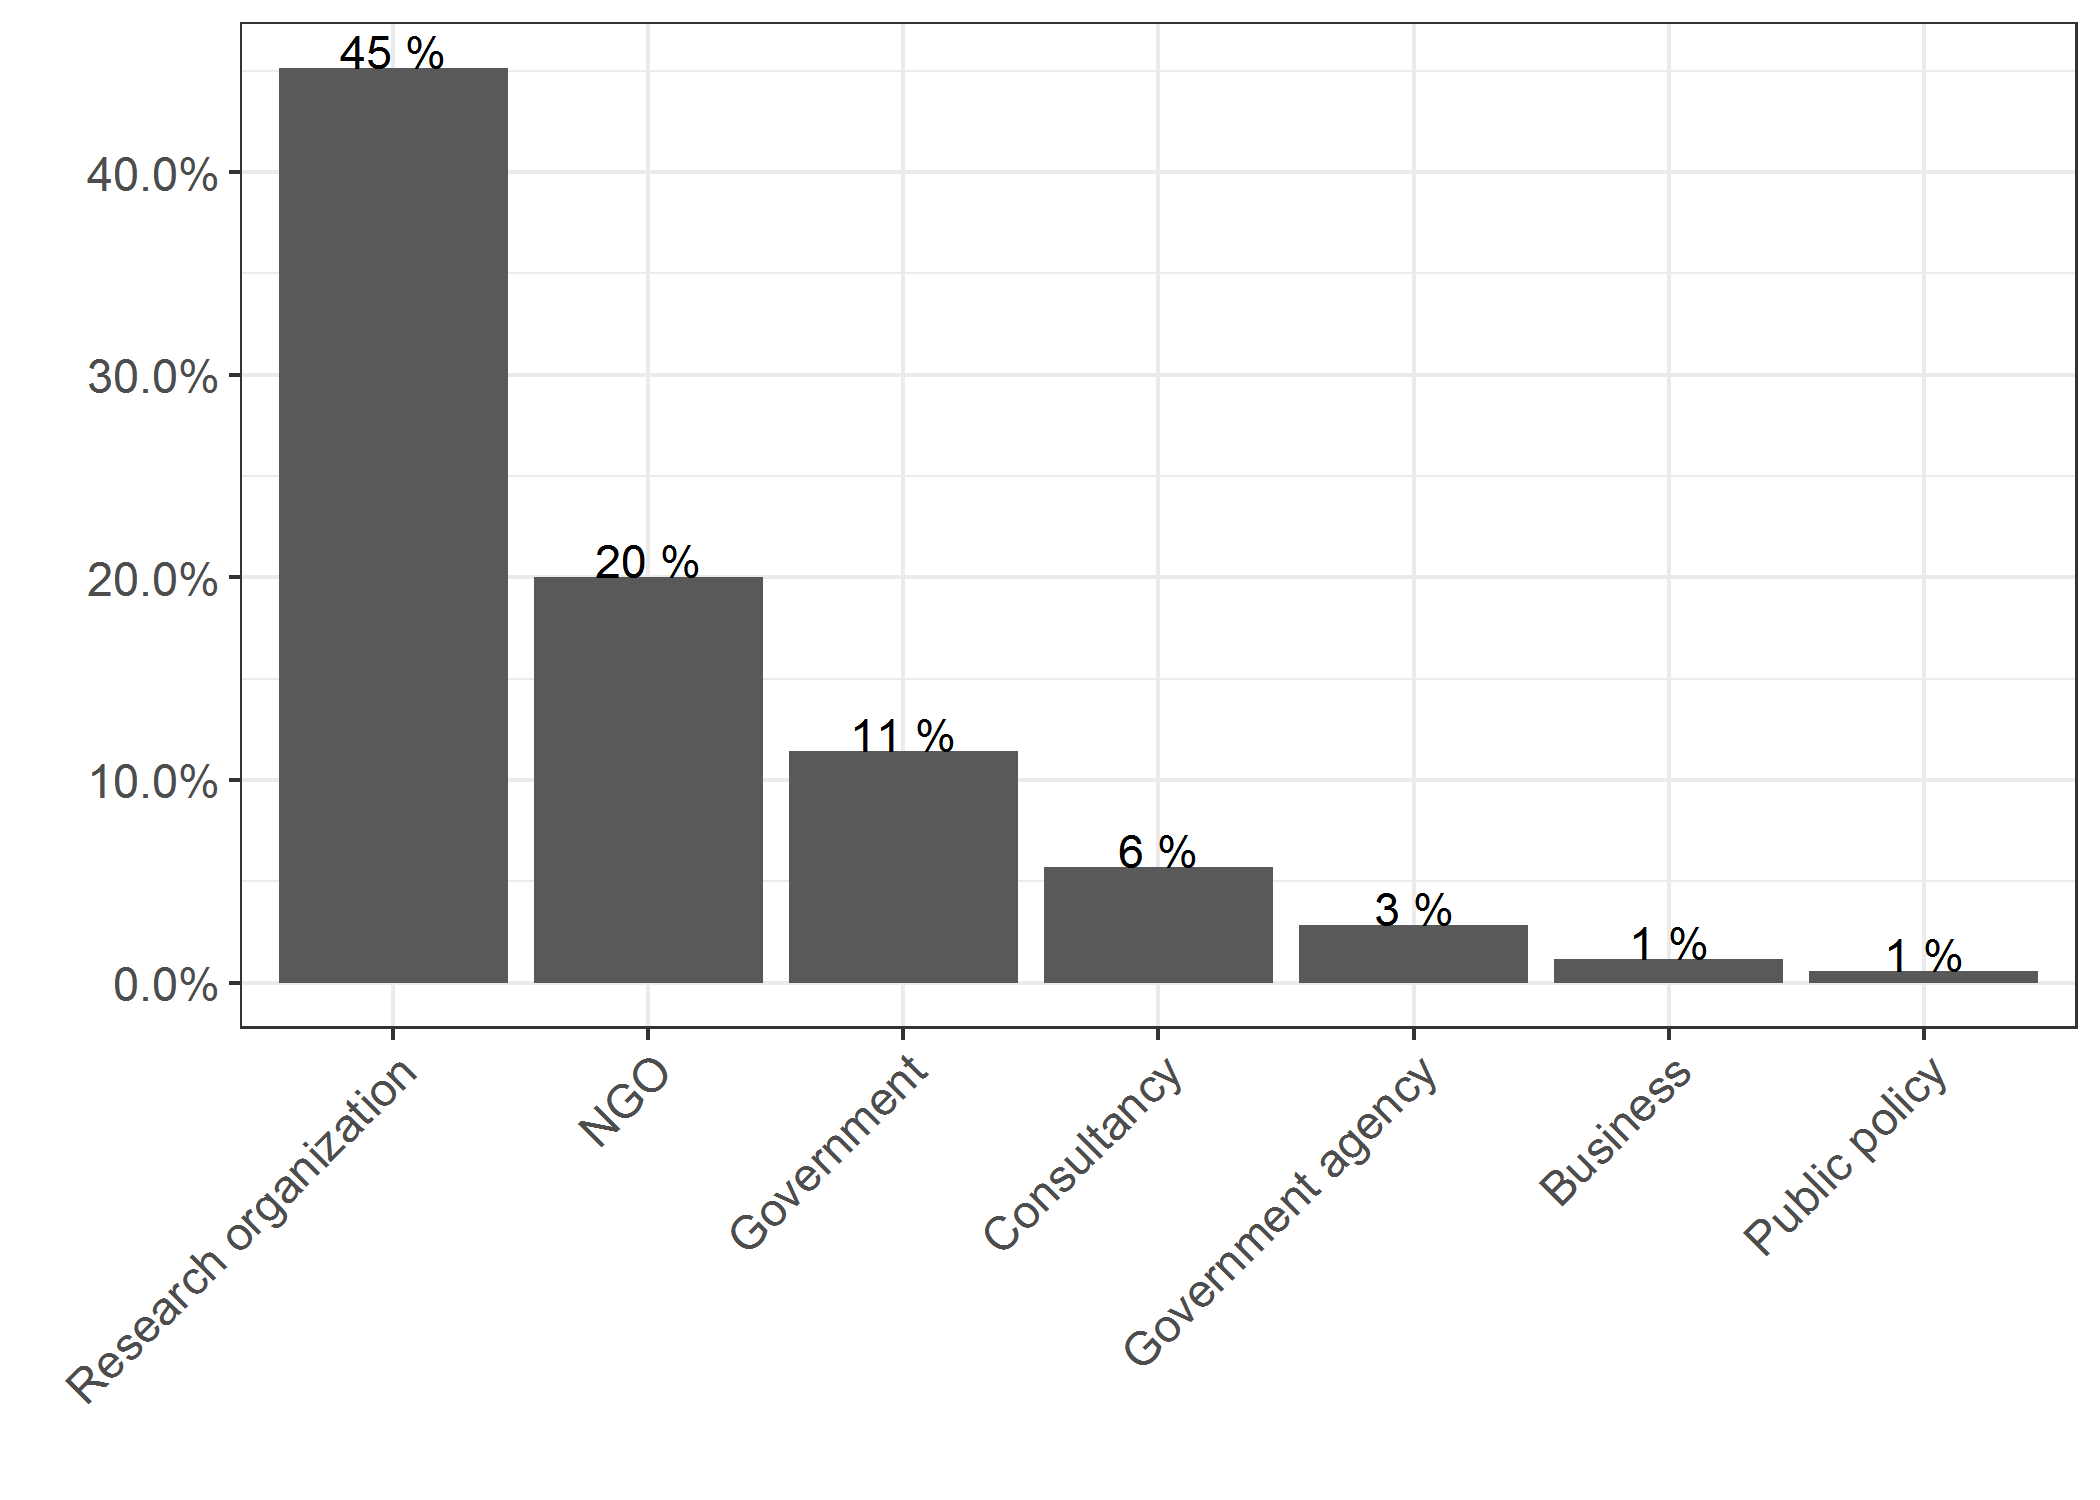 45 %
40.0%
30.0%
20 %
20.0%
11 %
10.0%
6 %
3 %
1 %
1 %
0.0%
Research organization
NGO
Government
Consultancy
Government agency
Business
Public policy